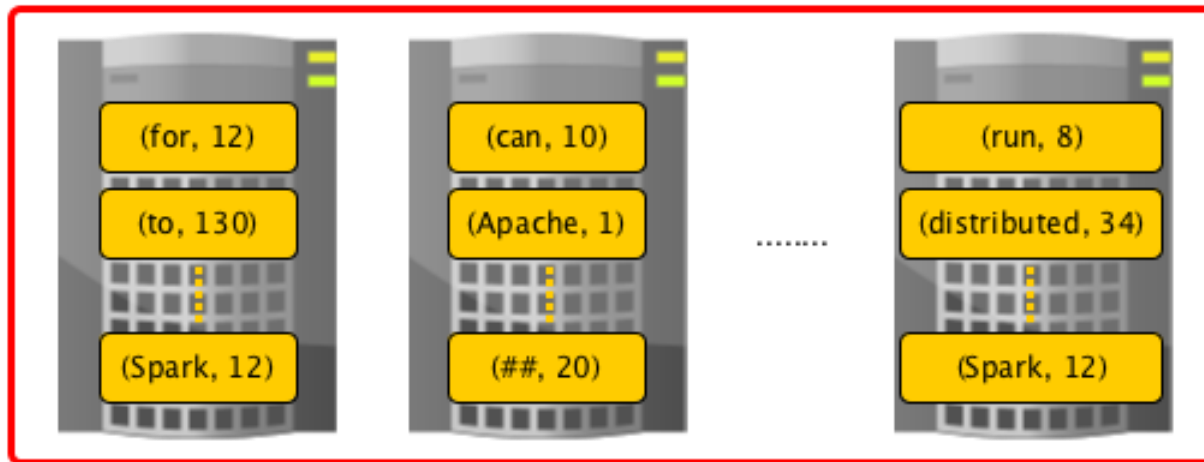 (for, 12)
(to, 130)
(Spark, 12)
(can, 10)
(Apache, 1)
(##, 20)
........
(run, 8)
(distributed, 34)
(Spark, 12)